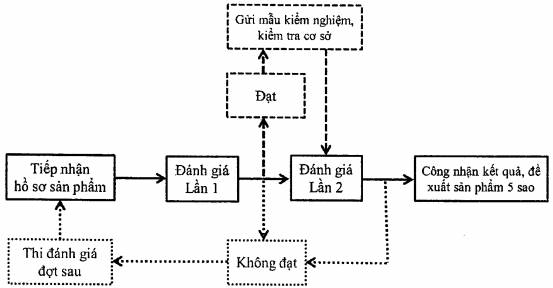 Gửi mẫu kiểm nghiệm,
kiểm tra cơ sở
Đạt
Tiếp nhận
hồ sơ sản phẩm
Đánh giá
Lần 1
Đánh giá
Lần 2
Công nhận kết quả, đề
xuất sản phẩm 5 sao
Thi đánh giá
đợt sau
Không đạt